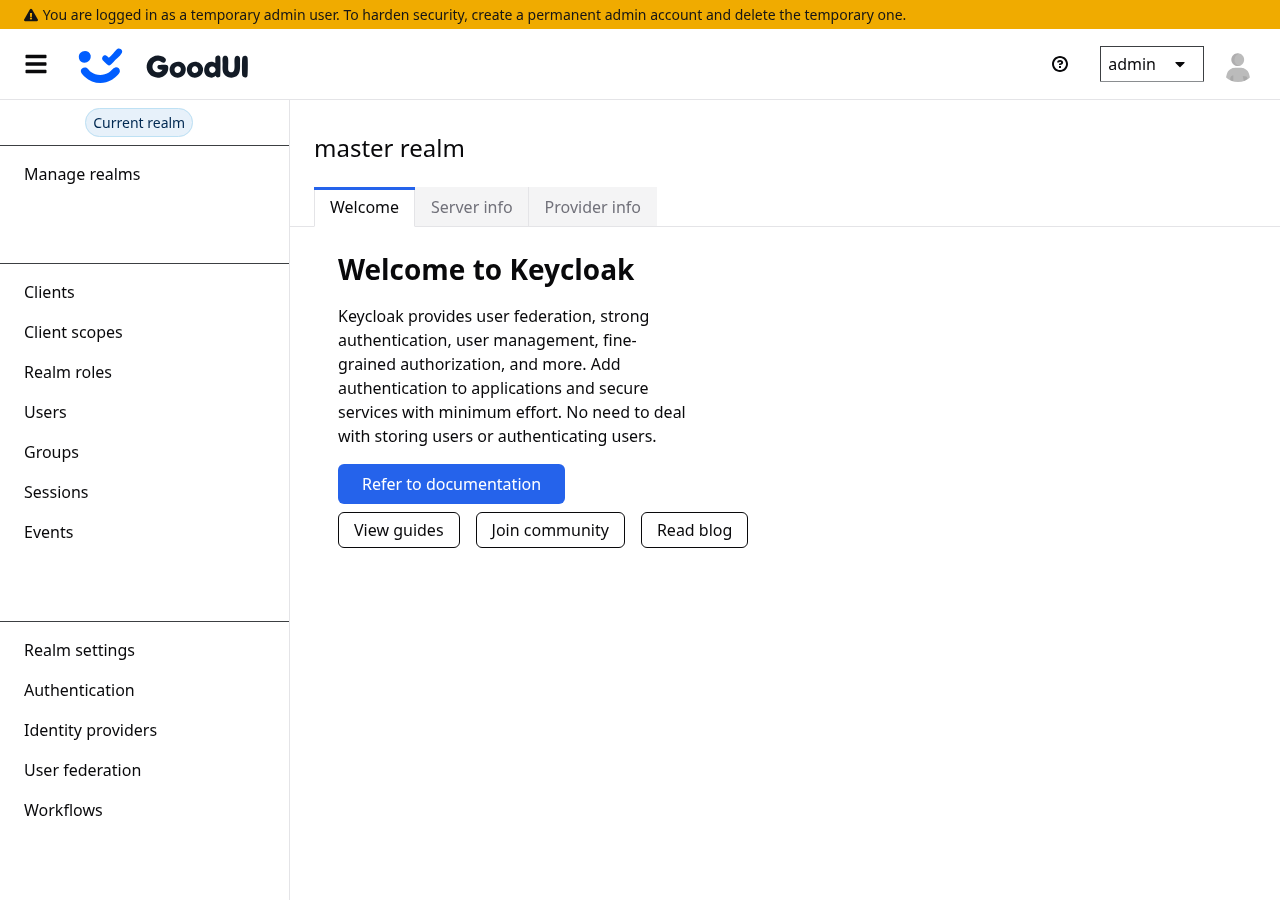 You are logged in as a temporary admin user. To harden security, create a permanent admin account and delete the temporary one.
GoodUI
admin
Current realm
Manage realms
Clients
Client scopes
Realm roles
Users
Groups
Sessions
Events
Realm settings
Authentication
Identity providers
User federation
Workflows
master realm
Welcome
Server info
Provider info
Welcome to Keycloak
Keycloak provides user federation, strong
authentication, user management, fine-
grained authorization, and more. Add
authentication to applications and secure
services with minimum effort. No need to deal
with storing users or authenticating users.
Refer to documentation
View guides
Join community
Read blog